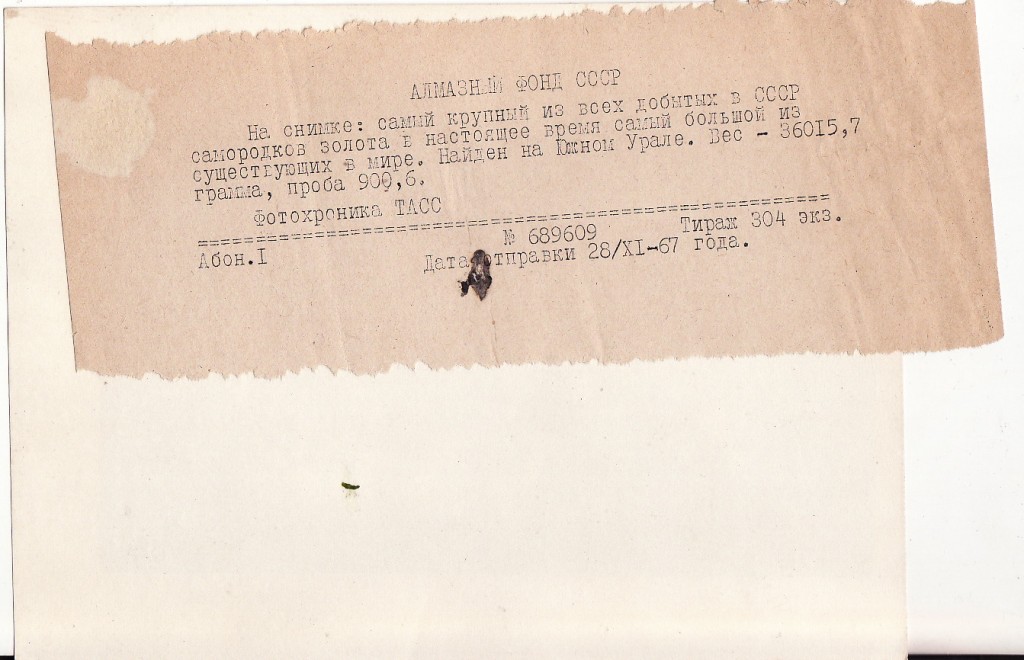 АЛМАЗНЫЙ ФОНД СССР
На снимке: самый крупный из всех добытых в СССР
самородков золота в настоящее время самый большой из
существующих в мире. Найден на Южном Урале. Вес - 36015,7
грамма, проба 900,6.
Фотохроника ТАСС
==========================================================
Абон.I № 689609 Тираж 304 экз.
Дата отправки 28/XI-67 года.